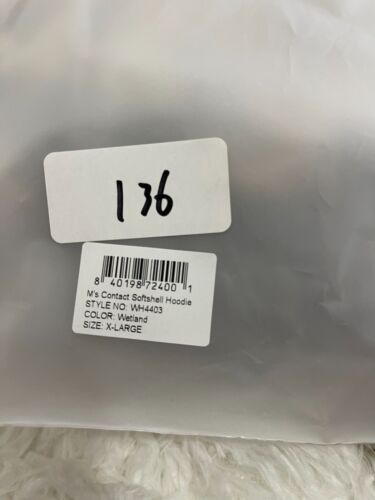 136
8 40198 72400 1
M's Contact Softshell Hoodie
STYLE NO: WH4403
COLOR: Wetland
SIZE: X-LARGE